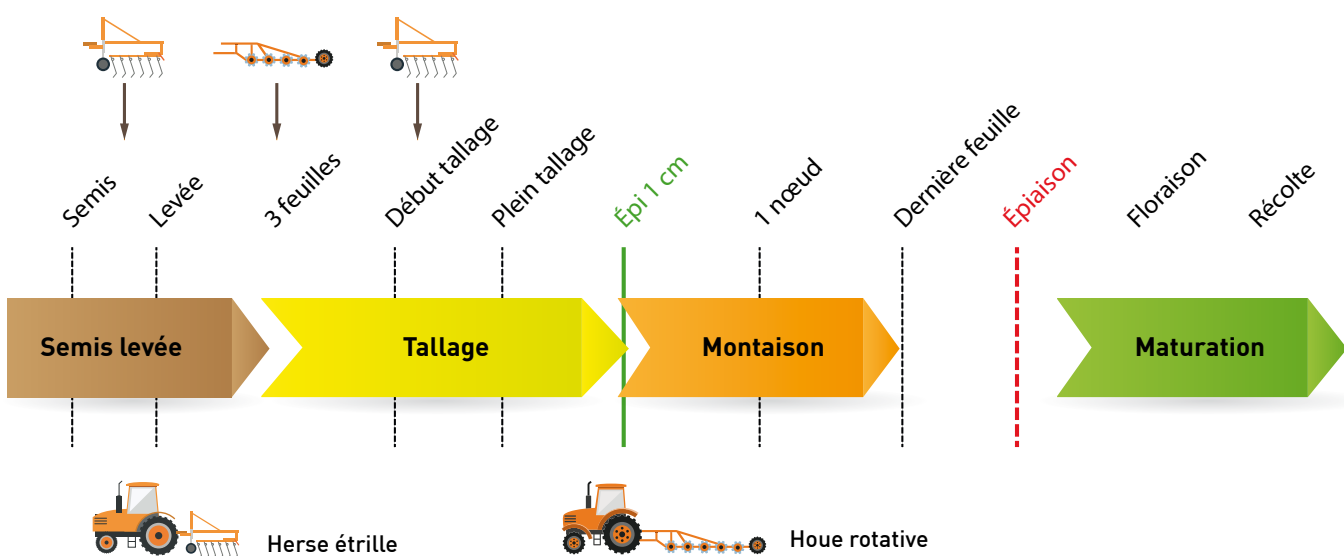 Semis
Levée
3 feuilles
Début tallage
Plein tallage
Épi 1 cm
1 nœud
Dernière feuille
Épiaison
Floraison
Récolte
Semis levée
Tallage
Montaison
Maturation
Herse étrille
Houe rotative